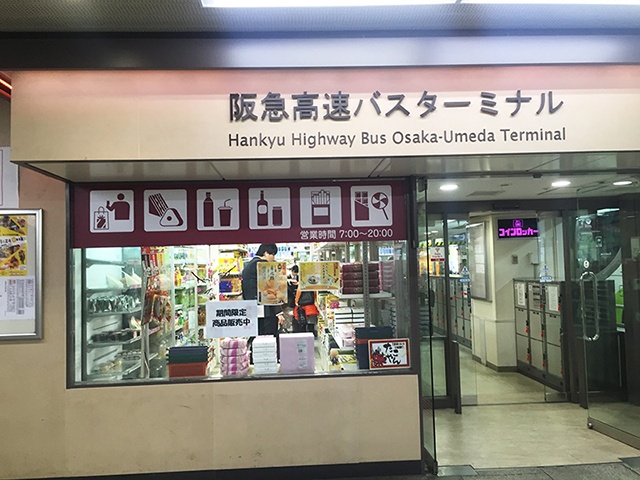 阪急高速バスターミナル
Hankyu Highway Bus Osaka-Umeda Terminal
営業時間 7:00～20:00
コインロッカー
期間限定
商品販売中